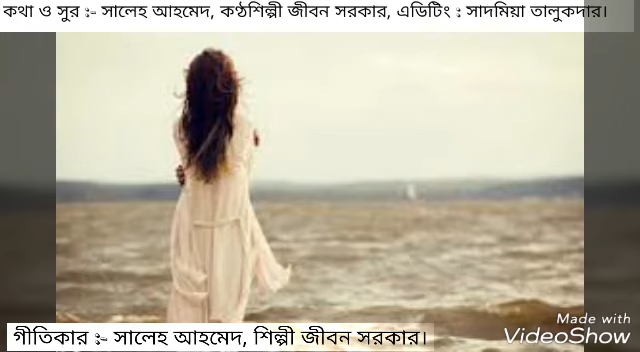 কথা ও সুর :- সালেহ আহমেদ, কণ্ঠশিল্পী জীবন সরকার, এডিটিং : সাদমিয়া তালুকদার।
গীতিকার :- সালেহ আহমেদ, শিল্পী জীবন সরকার।
Made with
VideoShow